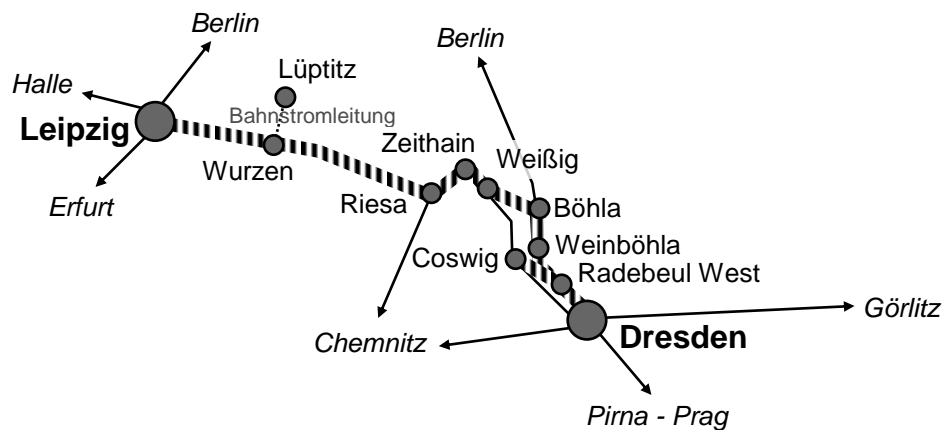 Berlin
Berlin
Halle
Lüptitz
Bahnstromleitung
Leipzig
Zeithain
Weißig
Wurzen
Erfurt
Riesa
Böhla
Weinböhla
Coswig
Radebeul West
Görlitz
Chemnitz
Dresden
Pirna - Prag